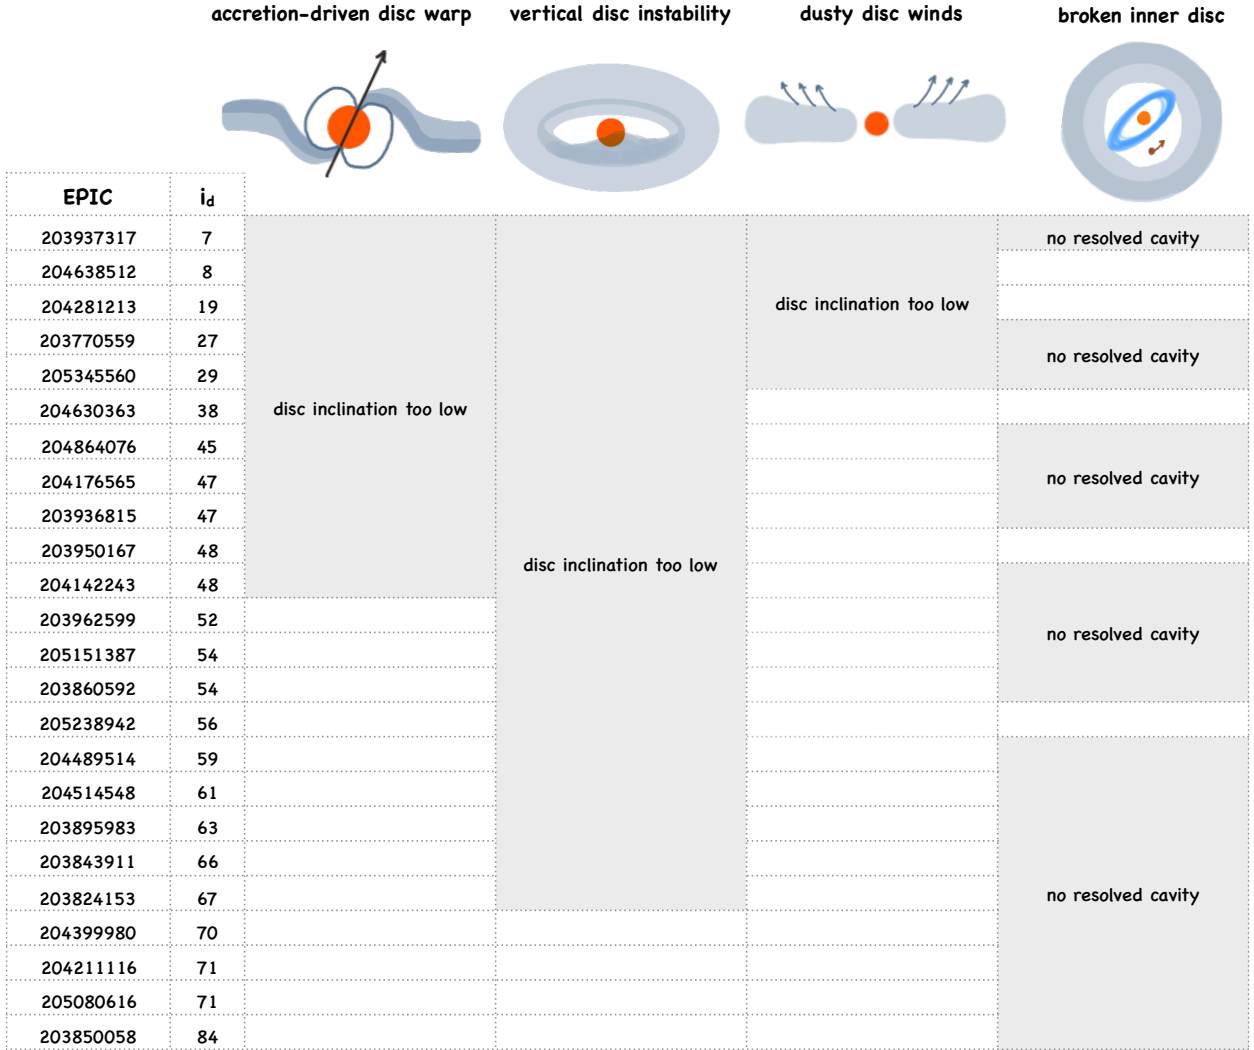 accretion-driven disc warp vertical disc instability dusty disc winds broken inner disc
EPIC i_d
203937317 7 no resolved cavity
204638512 8
204281213 19 disc inclination too low
203770559 27
no resolved cavity
205345560 29
204630363 38 disc inclination too low
204864076 45
204176565 47 no resolved cavity
203936815 47
203950167 48
disc inclination too low
204142243 48
203962599 52
no resolved cavity
205151387 54
203860592 54
205238942 56
204489514 59
204514548 61
203895983 63
203843911 66
203824153 67 no resolved cavity
204399980 70
204211116 71
205080616 71
203850058 84